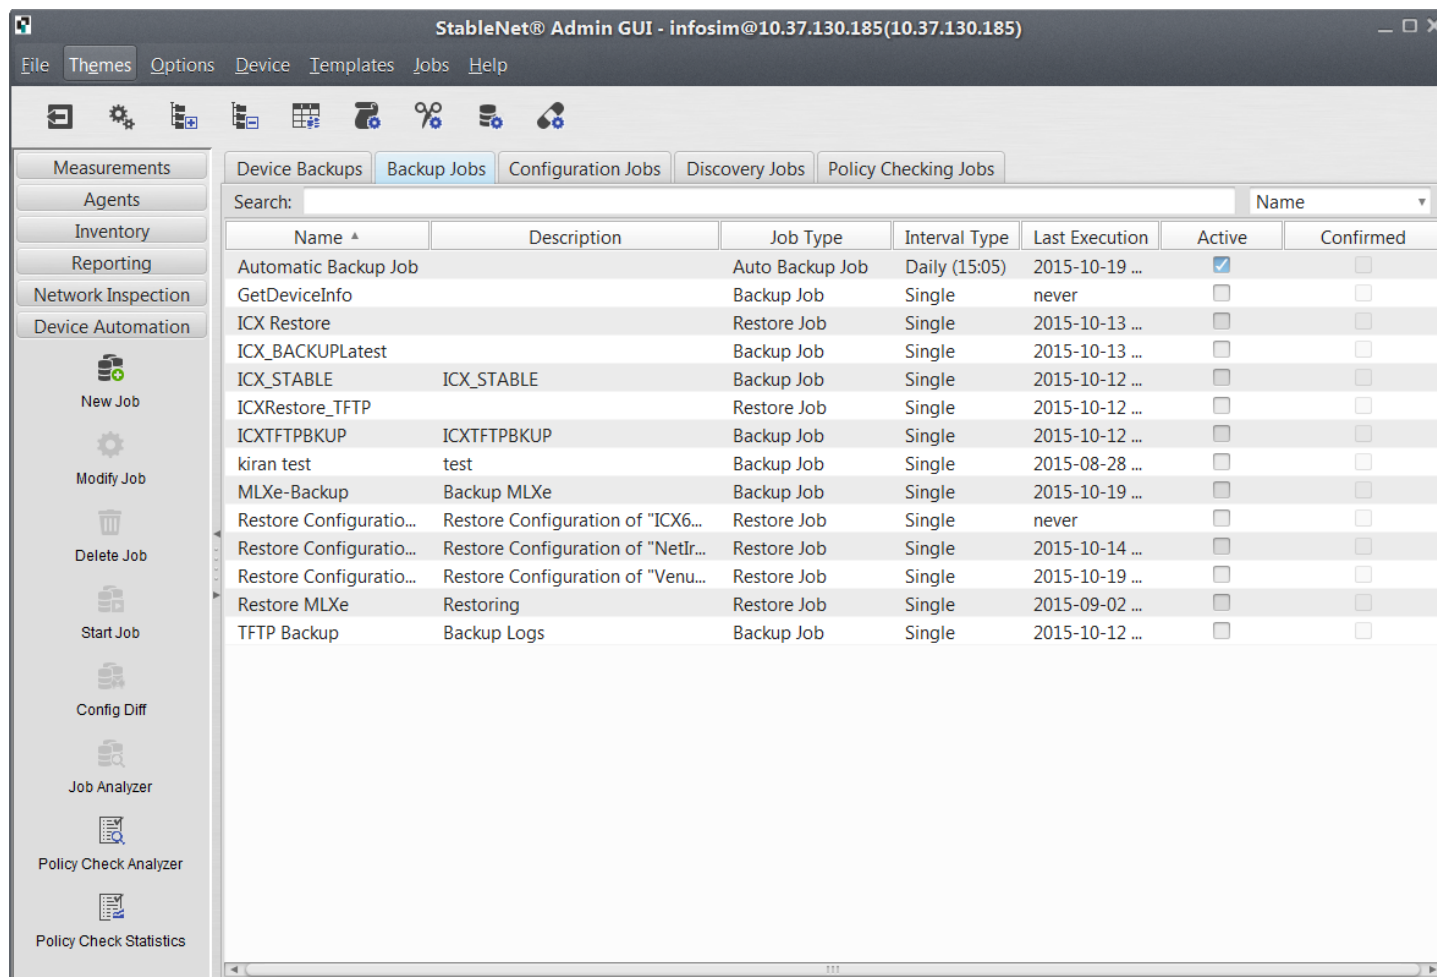 StableNet® Admin GUI - infosim@10.37.130.185(10.37.130.185)
File Themes Options Device Templates Jobs Help
Measurements
Agents
Inventory
Reporting
Network Inspection
Device Automation
New Job
Modify Job
Delete Job
Start Job
Config Diff
Job Analyzer
Policy Check Analyzer
Policy Check Statistics
Device Backups Backup Jobs Configuration Jobs Discovery Jobs Policy Checking Jobs
Search: Name
Name Description Job Type Interval Type Last Execution Active Confirmed
Automatic Backup Job Auto Backup Job Daily (15:05) 2015-10-19 ...
GetDeviceInfo Backup Job Single never
ICX Restore Restore Job Single 2015-10-13 ...
ICX_BACKUPLatest Backup Job Single 2015-10-13 ...
ICX_STABLE ICX_STABLE Backup Job Single 2015-10-12 ...
ICXRestore_TFTP Restore Job Single 2015-10-12 ...
ICXTFTPBKUP ICXTFTPBKUP Backup Job Single 2015-10-12 ...
kiran test test Backup Job Single 2015-08-28 ...
MLXe-Backup Backup MLXe Backup Job Single 2015-10-19 ...
Restore Configuratio... Restore Configuration of "ICX6... Restore Job Single never
Restore Configuratio... Restore Configuration of "NetIr... Restore Job Single 2015-10-14 ...
Restore Configuratio... Restore Configuration of "Venu... Restore Job Single 2015-10-19 ...
Restore MLXe Restoring Restore Job Single 2015-09-02 ...
TFTP Backup Backup Logs Backup Job Single 2015-10-12 ...